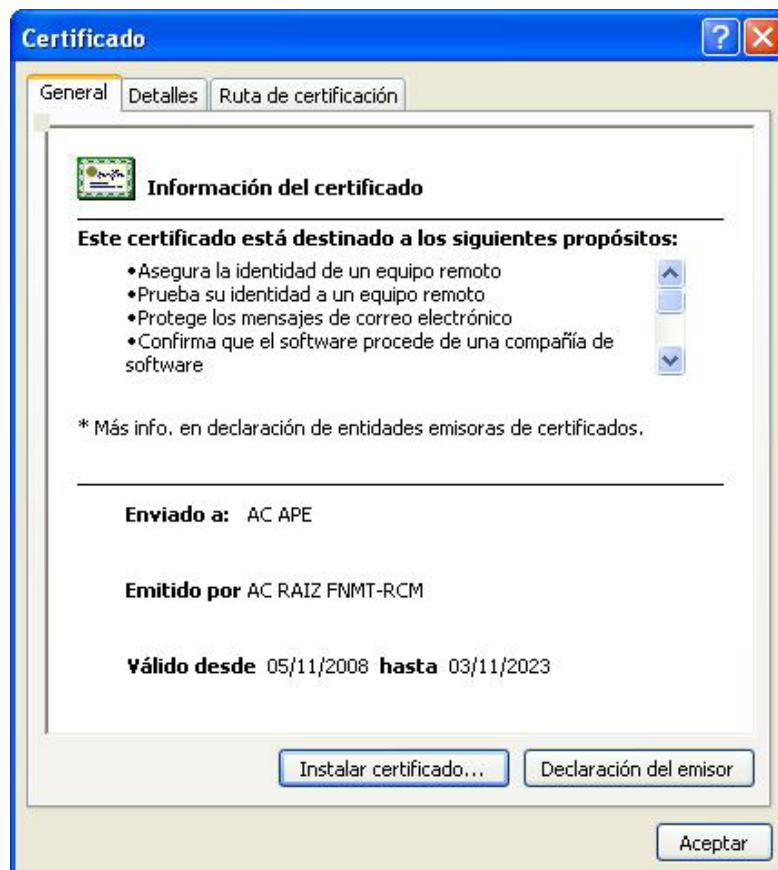 Certificado
General Detalles Ruta de certificación
Información del certificado
Este certificado está destinado a los siguientes propósitos:
•Asegura la identidad de un equipo remoto
•Prueba su identidad a un equipo remoto
•Protege los mensajes de correo electrónico
•Confirma que el software procede de una compañía de
software
* Más info. en declaración de entidades emisoras de certificados.
Enviado a: AC APE
Emitido por AC RAIZ FNMT-RCM
Válido desde 05/11/2008 hasta 03/11/2023
Instalar certificado... Declaración del emisor
Aceptar